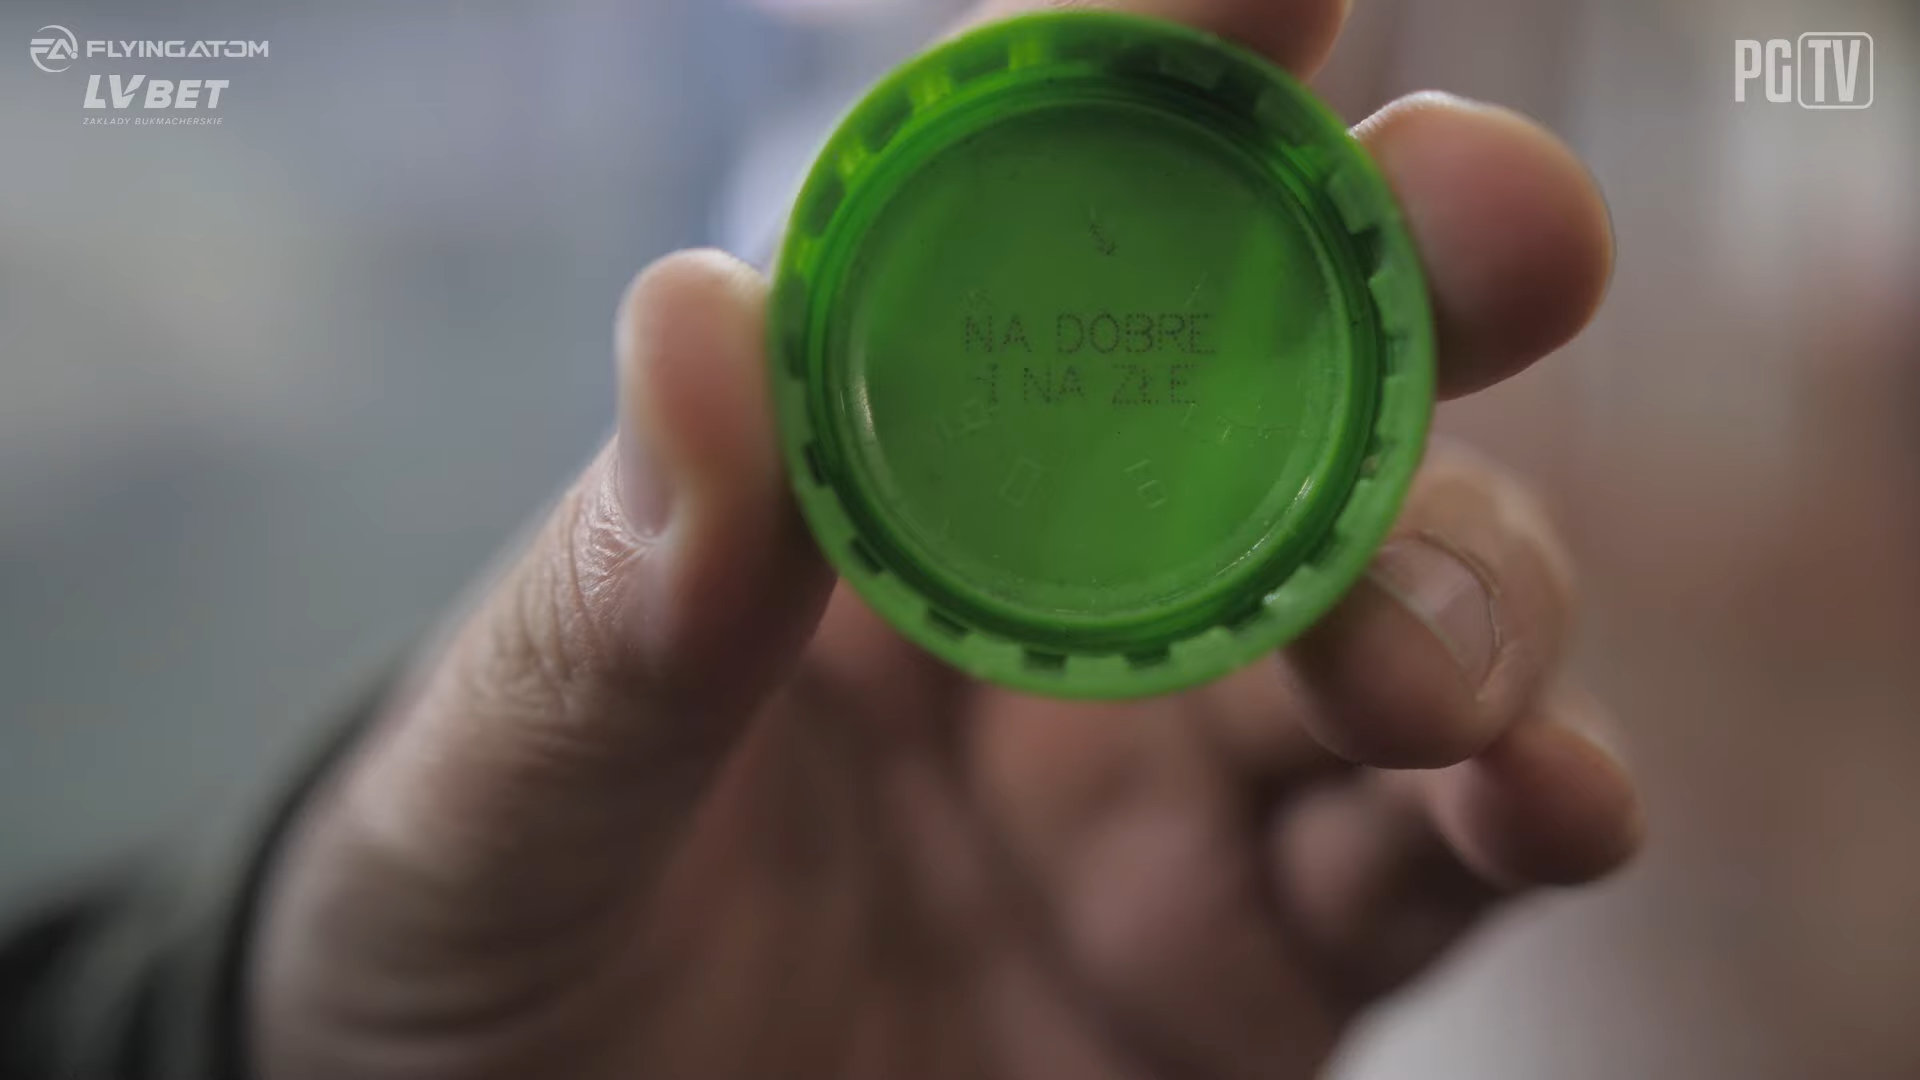 FLYINGATOM
LVBET
ZAKŁADY BUKMACHERSKIE
PGTV
NA DOBRE
I NA ZŁE